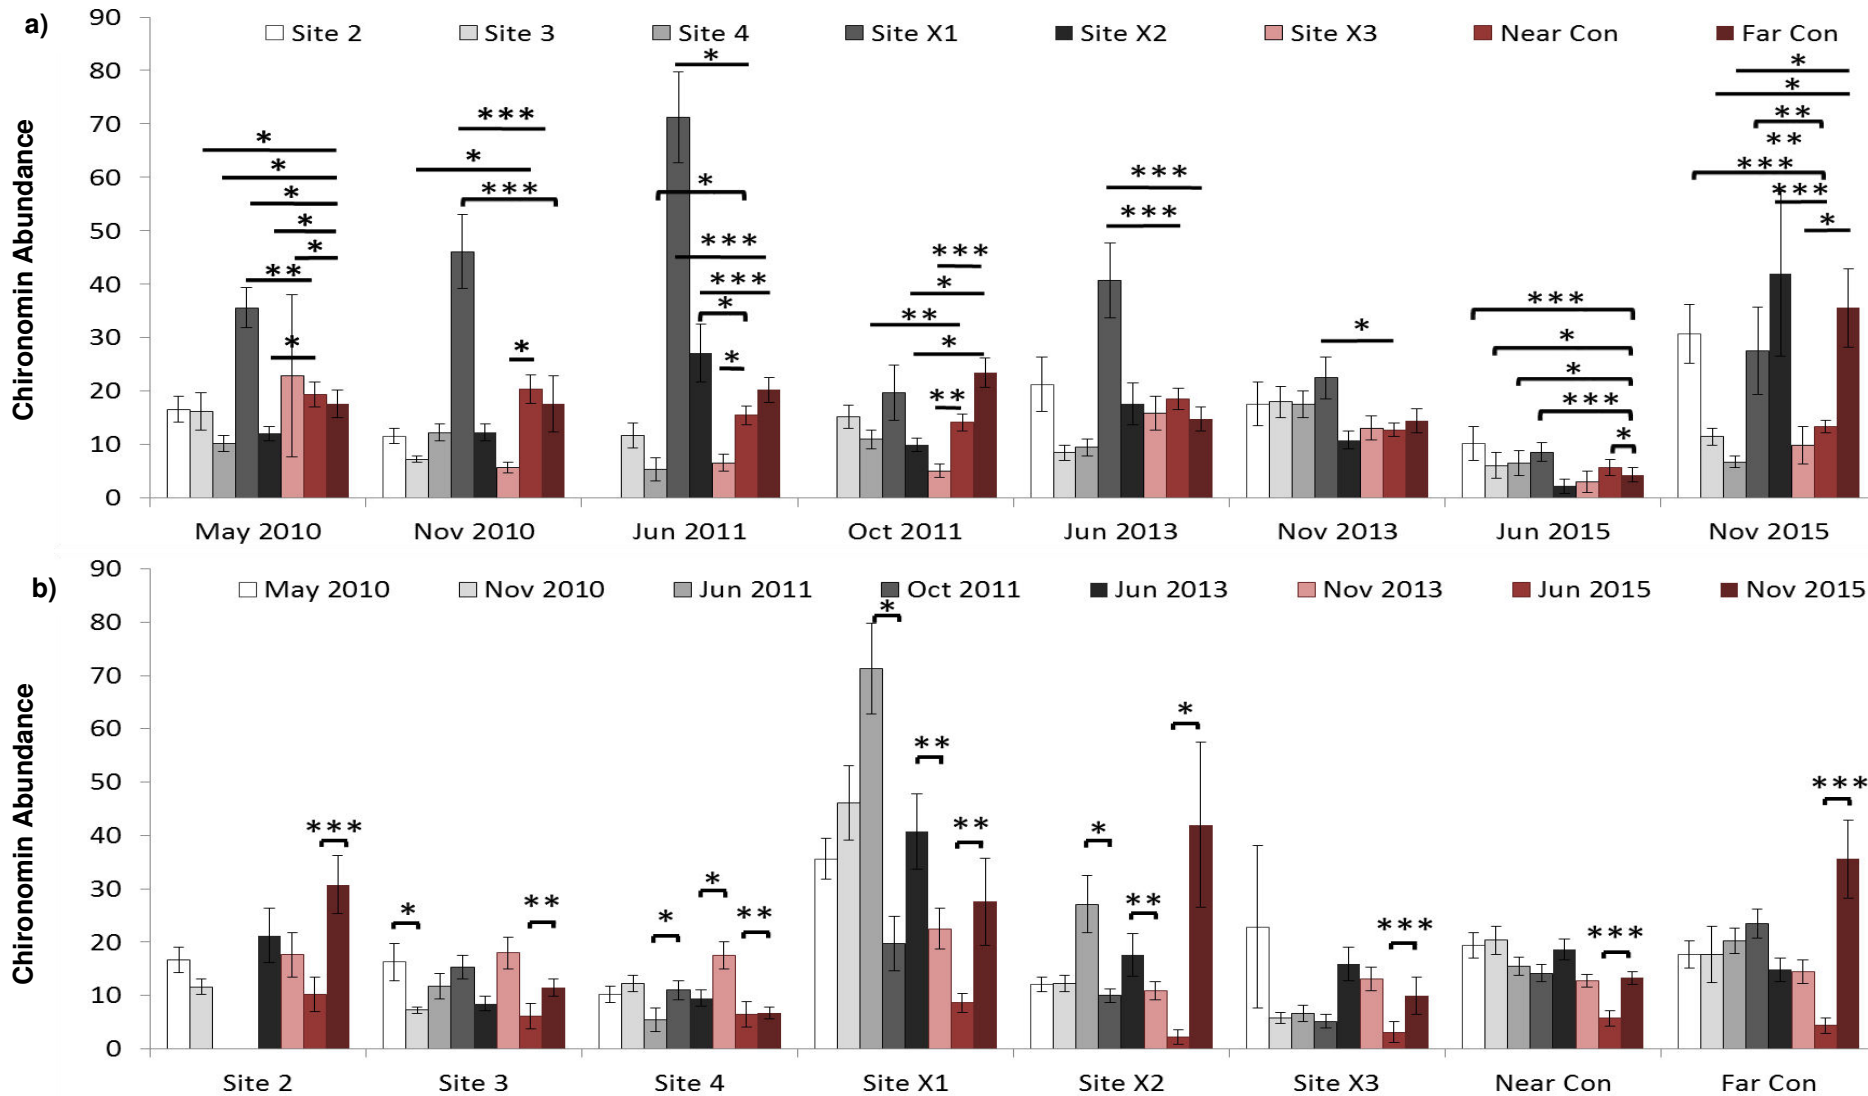 a)
Chironomin Abundance
90
80
70
60
50
40
30
20
10
0
Site 2 Site 3 Site 4 Site X1 Site X2 Site X3 Near Con Far Con
* * * * * ** *
*** * *** *
* * *** *** * *
*** * ** * **
*** ***
*
*** * * *** *
* * ** ** *** *** *
May 2010 Nov 2010 Jun 2011 Oct 2011 Jun 2013 Nov 2013 Jun 2015 Nov 2015
b)
Chironomin Abundance
90
80
70
60
50
40
30
20
10
0
May 2010 Nov 2010 Jun 2011 Oct 2011 Jun 2013 Nov 2013 Jun 2015 Nov 2015
***
* **
* * **
* ** **
* ** *
***
***
***
Site 2 Site 3 Site 4 Site X1 Site X2 Site X3 Near Con Far Con